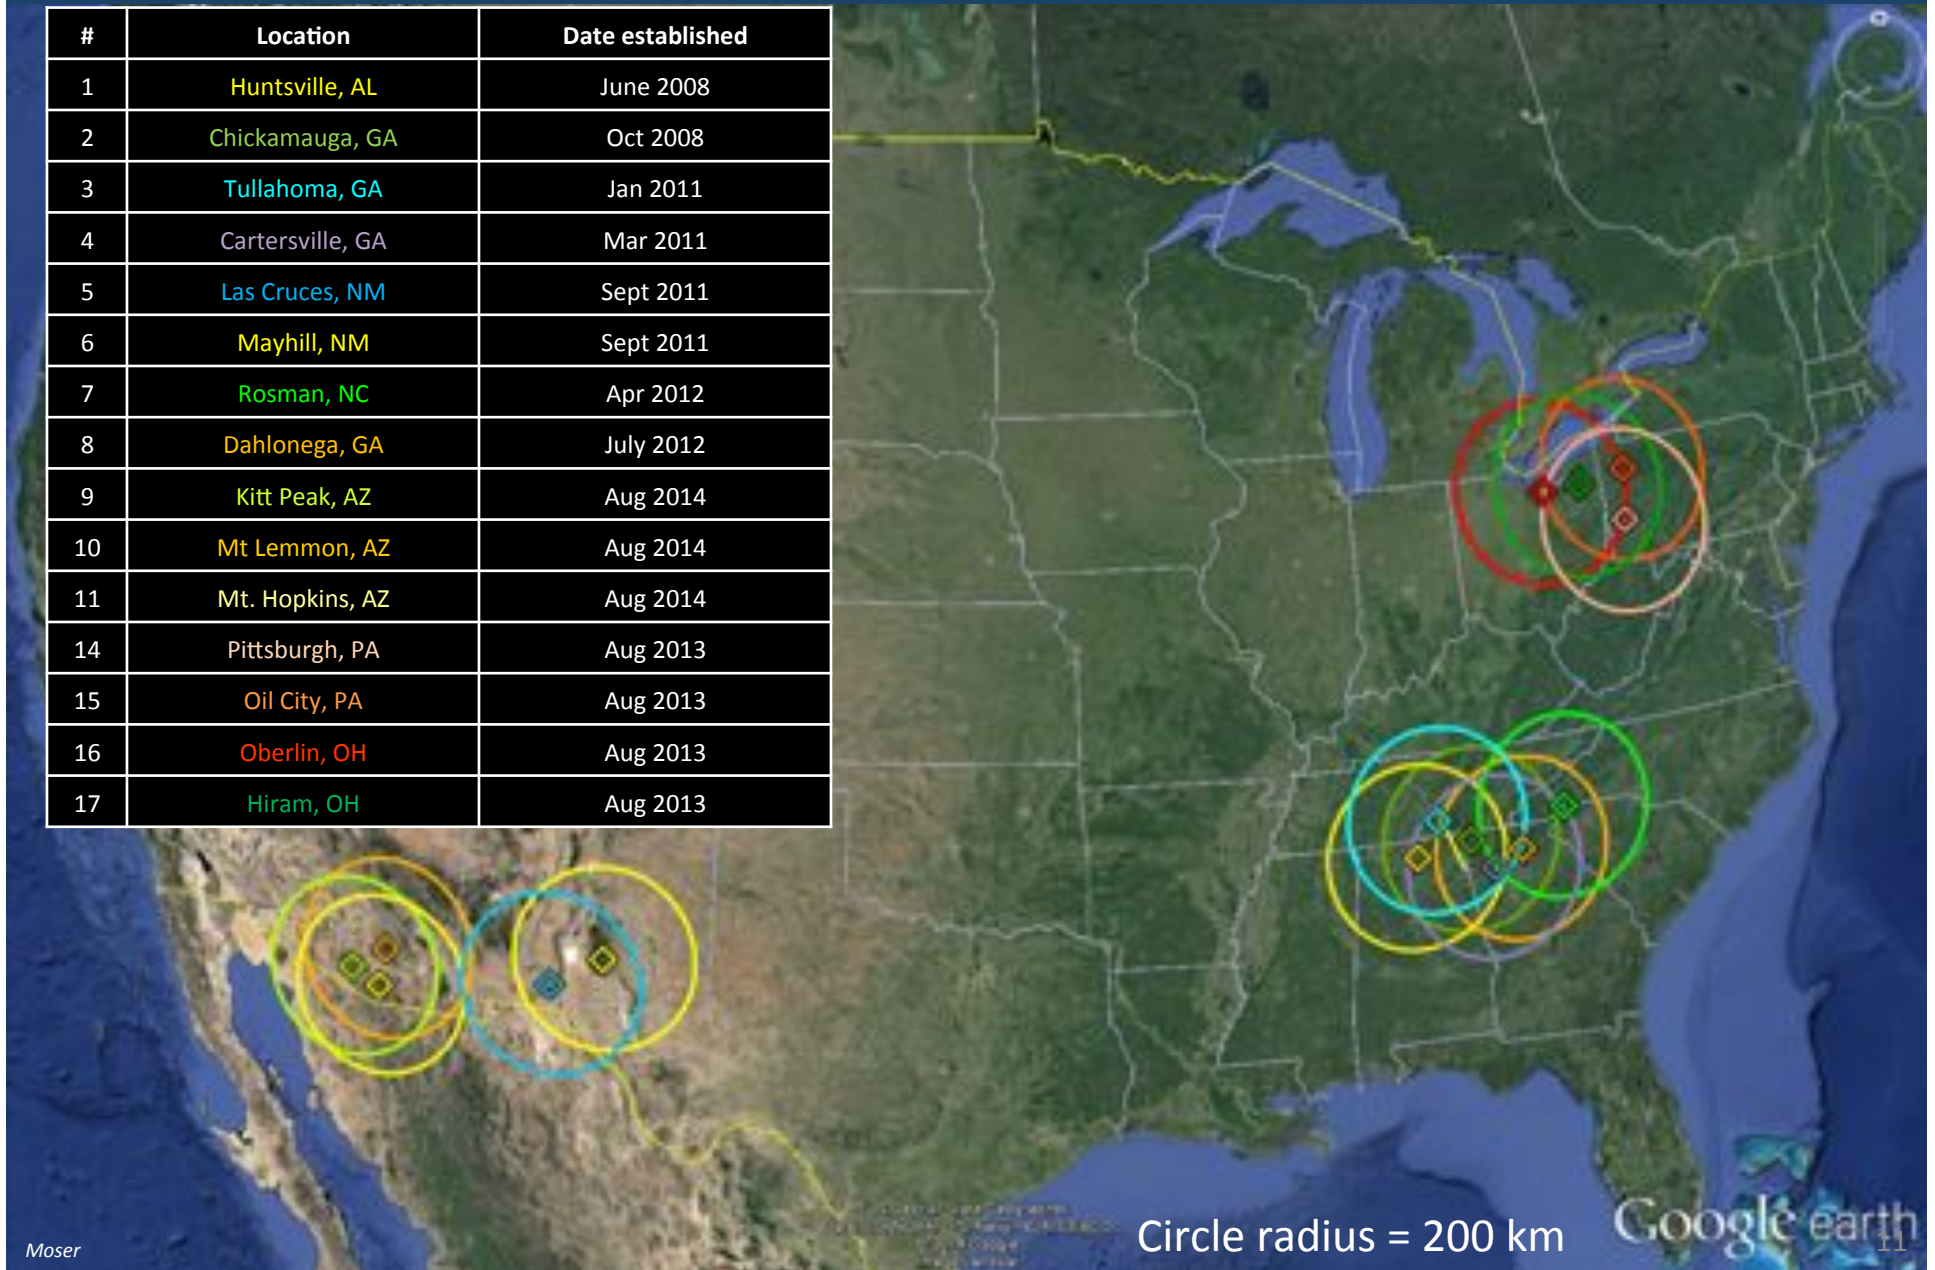 # Location Date established
1 Huntsville, AL June 2008
2 Chickamauga, GA Oct 2008
3 Tullahoma, GA Jan 2011
4 Cartersville, GA Mar 2011
5 Las Cruces, NM Sept 2011
6 Mayhill, NM Sept 2011
7 Rosman, NC Apr 2012
8 Dahlonega, GA July 2012
9 Kitt Peak, AZ Aug 2014
10 Mt Lemmon, AZ Aug 2014
11 Mt. Hopkins, AZ Aug 2014
14 Pittsburgh, PA Aug 2013
15 Oil City, PA Aug 2013
16 Oberlin, OH Aug 2013
17 Hiram, OH Aug 2013
Circle radius = 200 km
Google earth
Moser
11